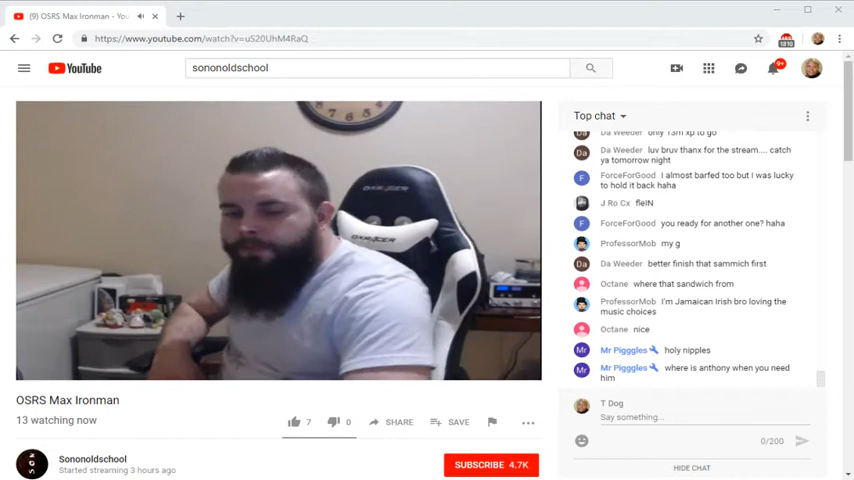 (9) OSRS Max Ironman - You
https://www.youtube.com/watch?v=uS20UhM4RaQ
1810
YouTube
sononoldschool
9+
DXRACER
DXRACER
Top chat
Da Weeder only 13m xp to go
Da Weeder luv bruv thanx for the stream.... catch
ya tomorrow night
ForceForGood I almost barfed too but I was lucky
to hold it back haha
J Ro Cx fleIN
ForceForGood you ready for another one? haha
ProfessorMob my g
Da Weeder better finish that sammich first
Octane where that sandwich from
ProfessorMob I'm Jamaican Irish bro loving the
music choices
Octane nice
Mr Pigggles holy nipples
Mr Pigggles where is anthony when you need
him
T Dog
Say something...
0/200
HIDE CHAT
OSRS Max Ironman
13 watching now
7
0
SHARE
SAVE
SON
Sononoldschool
Started streaming 3 hours ago
SUBSCRIBE 4.7K